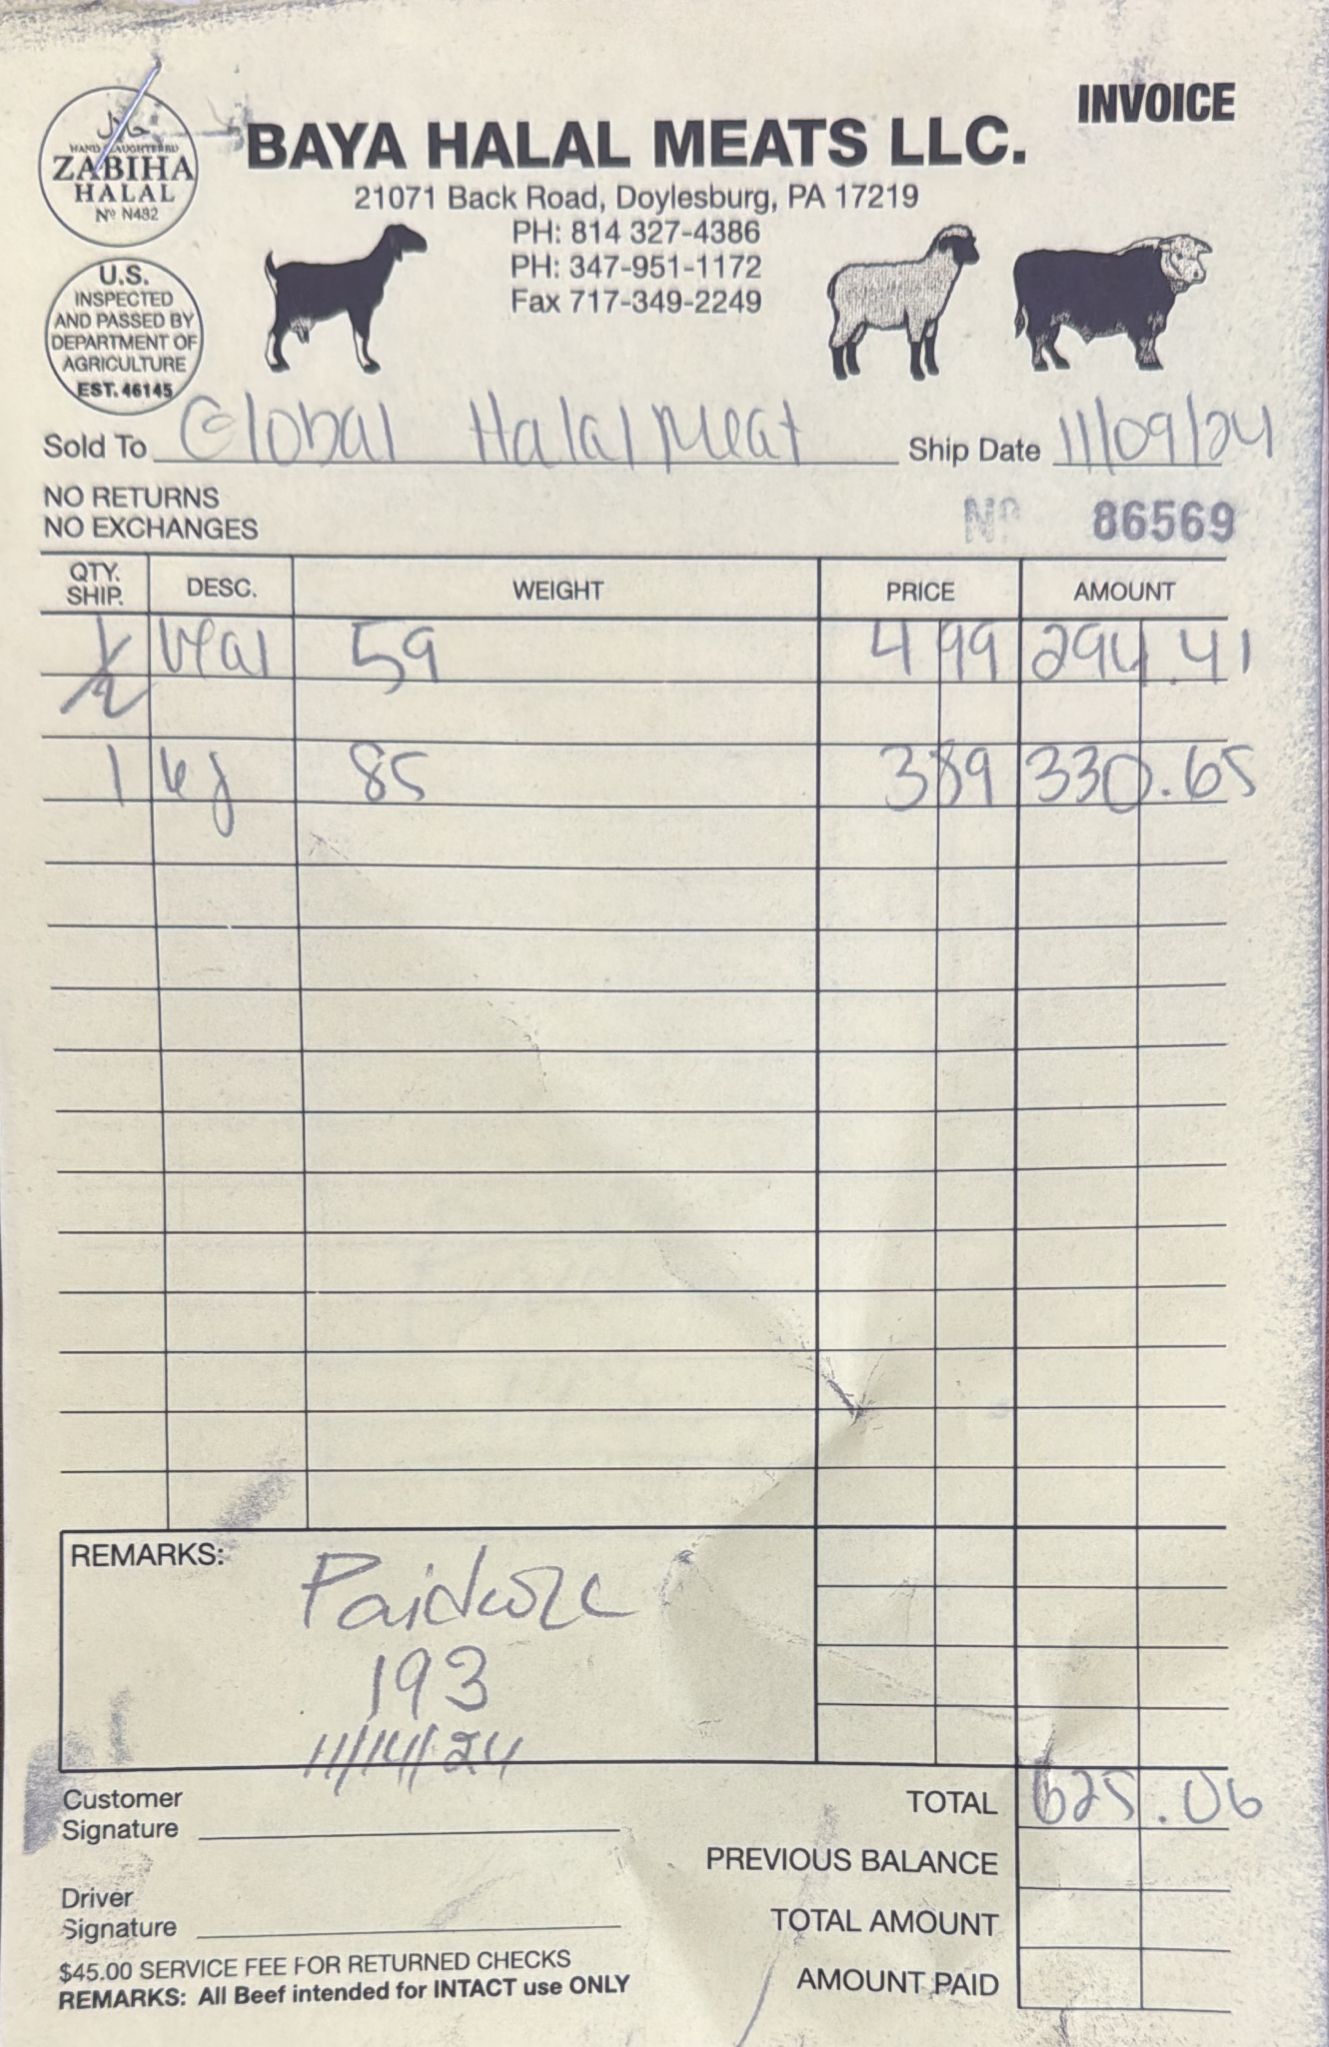 INVOICE
حلال
HAND SLAUGHTERED
ZABIHA
HALAL
Nº N482
BAYA HALAL MEATS LLC.
21071 Back Road, Doylesburg, PA 17219
PH: 814 327-4386
PH: 347-951-1172
Fax 717-349-2249
U.S.
INSPECTED
AND PASSED BY
DEPARTMENT OF
AGRICULTURE
EST. 46145
Sold To Global Halal Meat Ship Date 11/09/24
NO RETURNS
NO EXCHANGES
Nº 86569
QTY. SHIP. DESC. WEIGHT PRICE AMOUNT
1/2 Veal 59 4 99 294.41
1 85 3 89 330.65
REMARKS:
Paid
193
11/14/24
Customer
Signature
TOTAL 625.06
PREVIOUS BALANCE
Driver
Signature
TOTAL AMOUNT
AMOUNT PAID
$45.00 SERVICE FEE FOR RETURNED CHECKS
REMARKS: All Beef intended for INTACT use ONLY